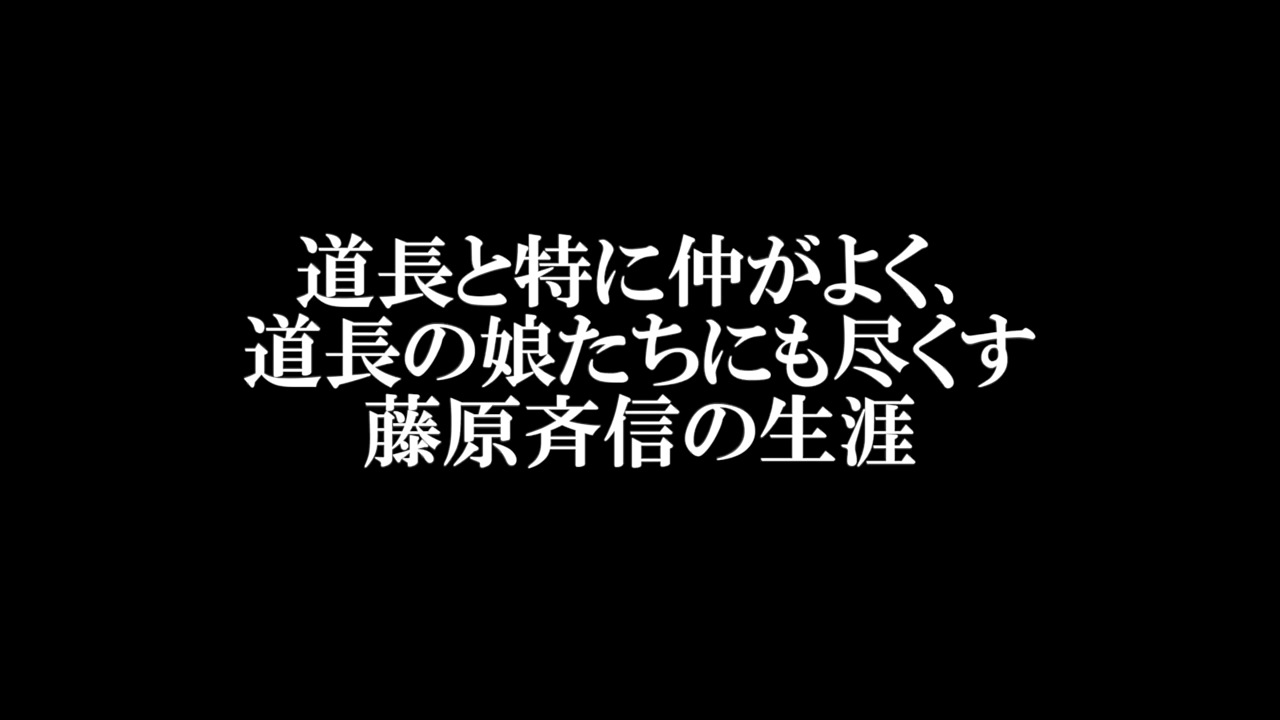 道長と特に仲がよく、
道長の娘たちにも尽くす
藤原斉信の生涯